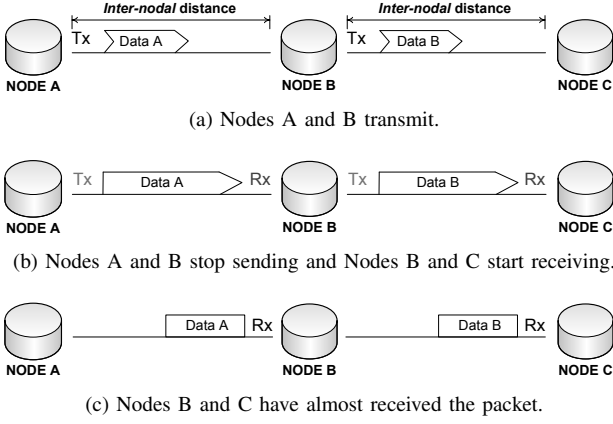 Inter-nodal distance Inter-nodal distance
Tx Data A Tx Data B
NODE A NODE B NODE C
(a) Nodes A and B transmit.
Tx Data A Rx Tx Data B Rx
NODE A NODE B NODE C
(b) Nodes A and B stop sending and Nodes B and C start receiving.
Data A Rx Data B Rx
NODE A NODE B NODE C
(c) Nodes B and C have almost received the packet.